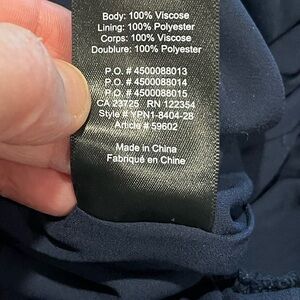 Body: 100% Viscose
Lining: 100% Polyester
Corps: 100% Viscose
Doublure: 100% Polyester
P.O. # 4500088013
P.O. # 4500088014
P.O. # 4500088015
CA 23725 RN 122354
Style # YPN1-8404-28
Article # 59602
Made in China
Fabriqué en Chine